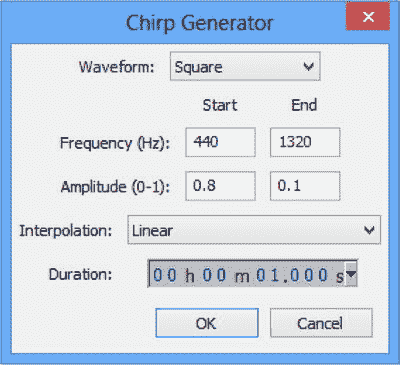 Chirp Generator
Waveform: Square
Start End
Frequency (Hz): 440 1320
Amplitude (0-1): 0.8 0.1
Interpolation: Linear
Duration: 00 h 00 m 01.000 s
OK Cancel